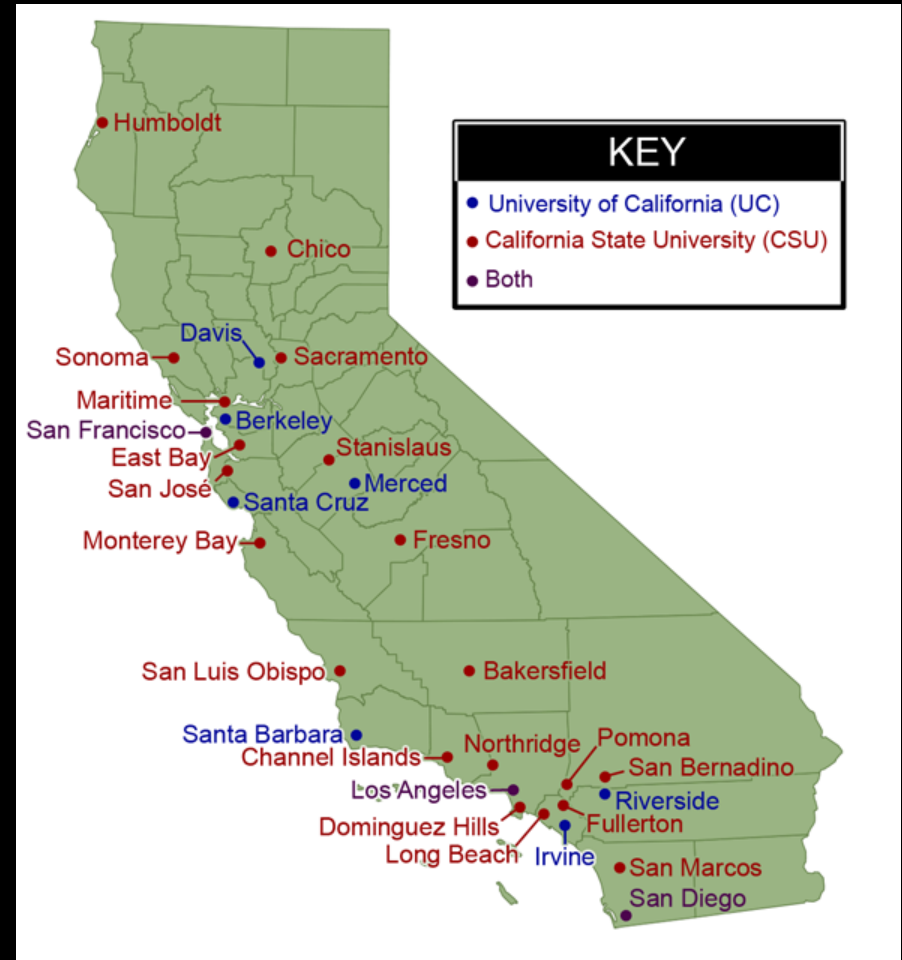 KEY
University of California (UC)
California State University (CSU)
Both
Humboldt
Chico
Davis
Sonoma
Sacramento
Maritime
Berkeley
San Francisco
Stanislaus
East Bay
Merced
San José
Santa Cruz
Monterey Bay
Fresno
San Luis Obispo
Bakersfield
Santa Barbara
Northridge
Pomona
Channel Islands
San Bernadino
Los Angeles
Riverside
Dominguez Hills
Fullerton
Long Beach
Irvine
San Marcos
San Diego